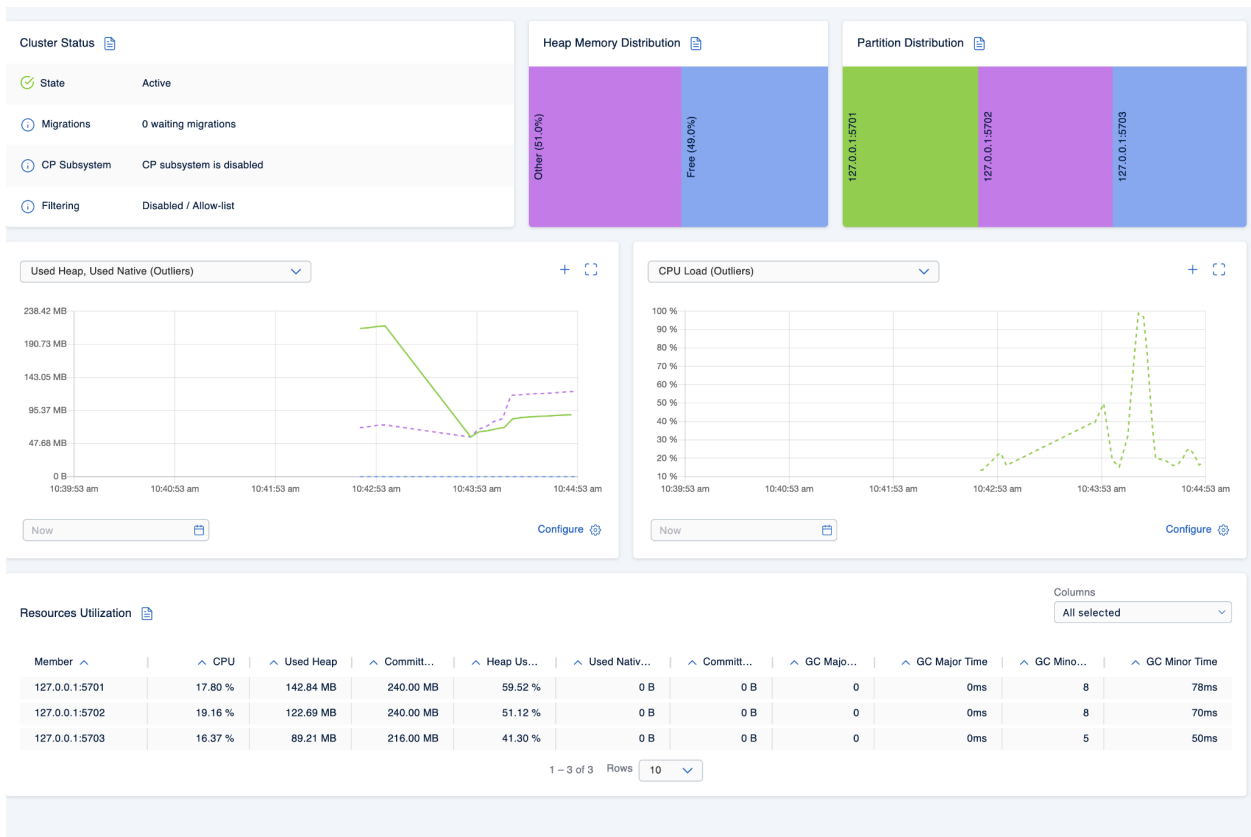 Cluster Status
State Active
Migrations 0 waiting migrations
CP Subsystem CP subsystem is disabled
Filtering Disabled / Allow-list
Heap Memory Distribution
Other (51.0%)
Free (49.0%)
Partition Distribution
127.0.0.1:5701
127.0.0.1:5702
127.0.0.1:5703
Used Heap, Used Native (Outliers)
238.42 MB
190.73 MB
143.05 MB
95.37 MB
47.68 MB
0 B
10:39:53 am 10:40:53 am 10:41:53 am 10:42:53 am 10:43:53 am 10:44:53 am
Now
Configure
CPU Load (Outliers)
100 %
90 %
80 %
70 %
60 %
50 %
40 %
30 %
20 %
10 %
10:39:53 am 10:40:53 am 10:41:53 am 10:42:53 am 10:43:53 am 10:44:53 am
Now
Configure
Resources Utilization
Columns
All selected
Member CPU Used Heap Committ... Heap Us... Used Nativ... Committ... GC Majo... GC Major Time GC Mino... GC Minor Time
127.0.0.1:5701 17.80 % 142.84 MB 240.00 MB 59.52 % 0 B 0 B 0 0ms 8 78ms
127.0.0.1:5702 19.16 % 122.69 MB 240.00 MB 51.12 % 0 B 0 B 0 0ms 8 70ms
127.0.0.1:5703 16.37 % 89.21 MB 216.00 MB 41.30 % 0 B 0 B 0 0ms 5 50ms
1 – 3 of 3 Rows 10